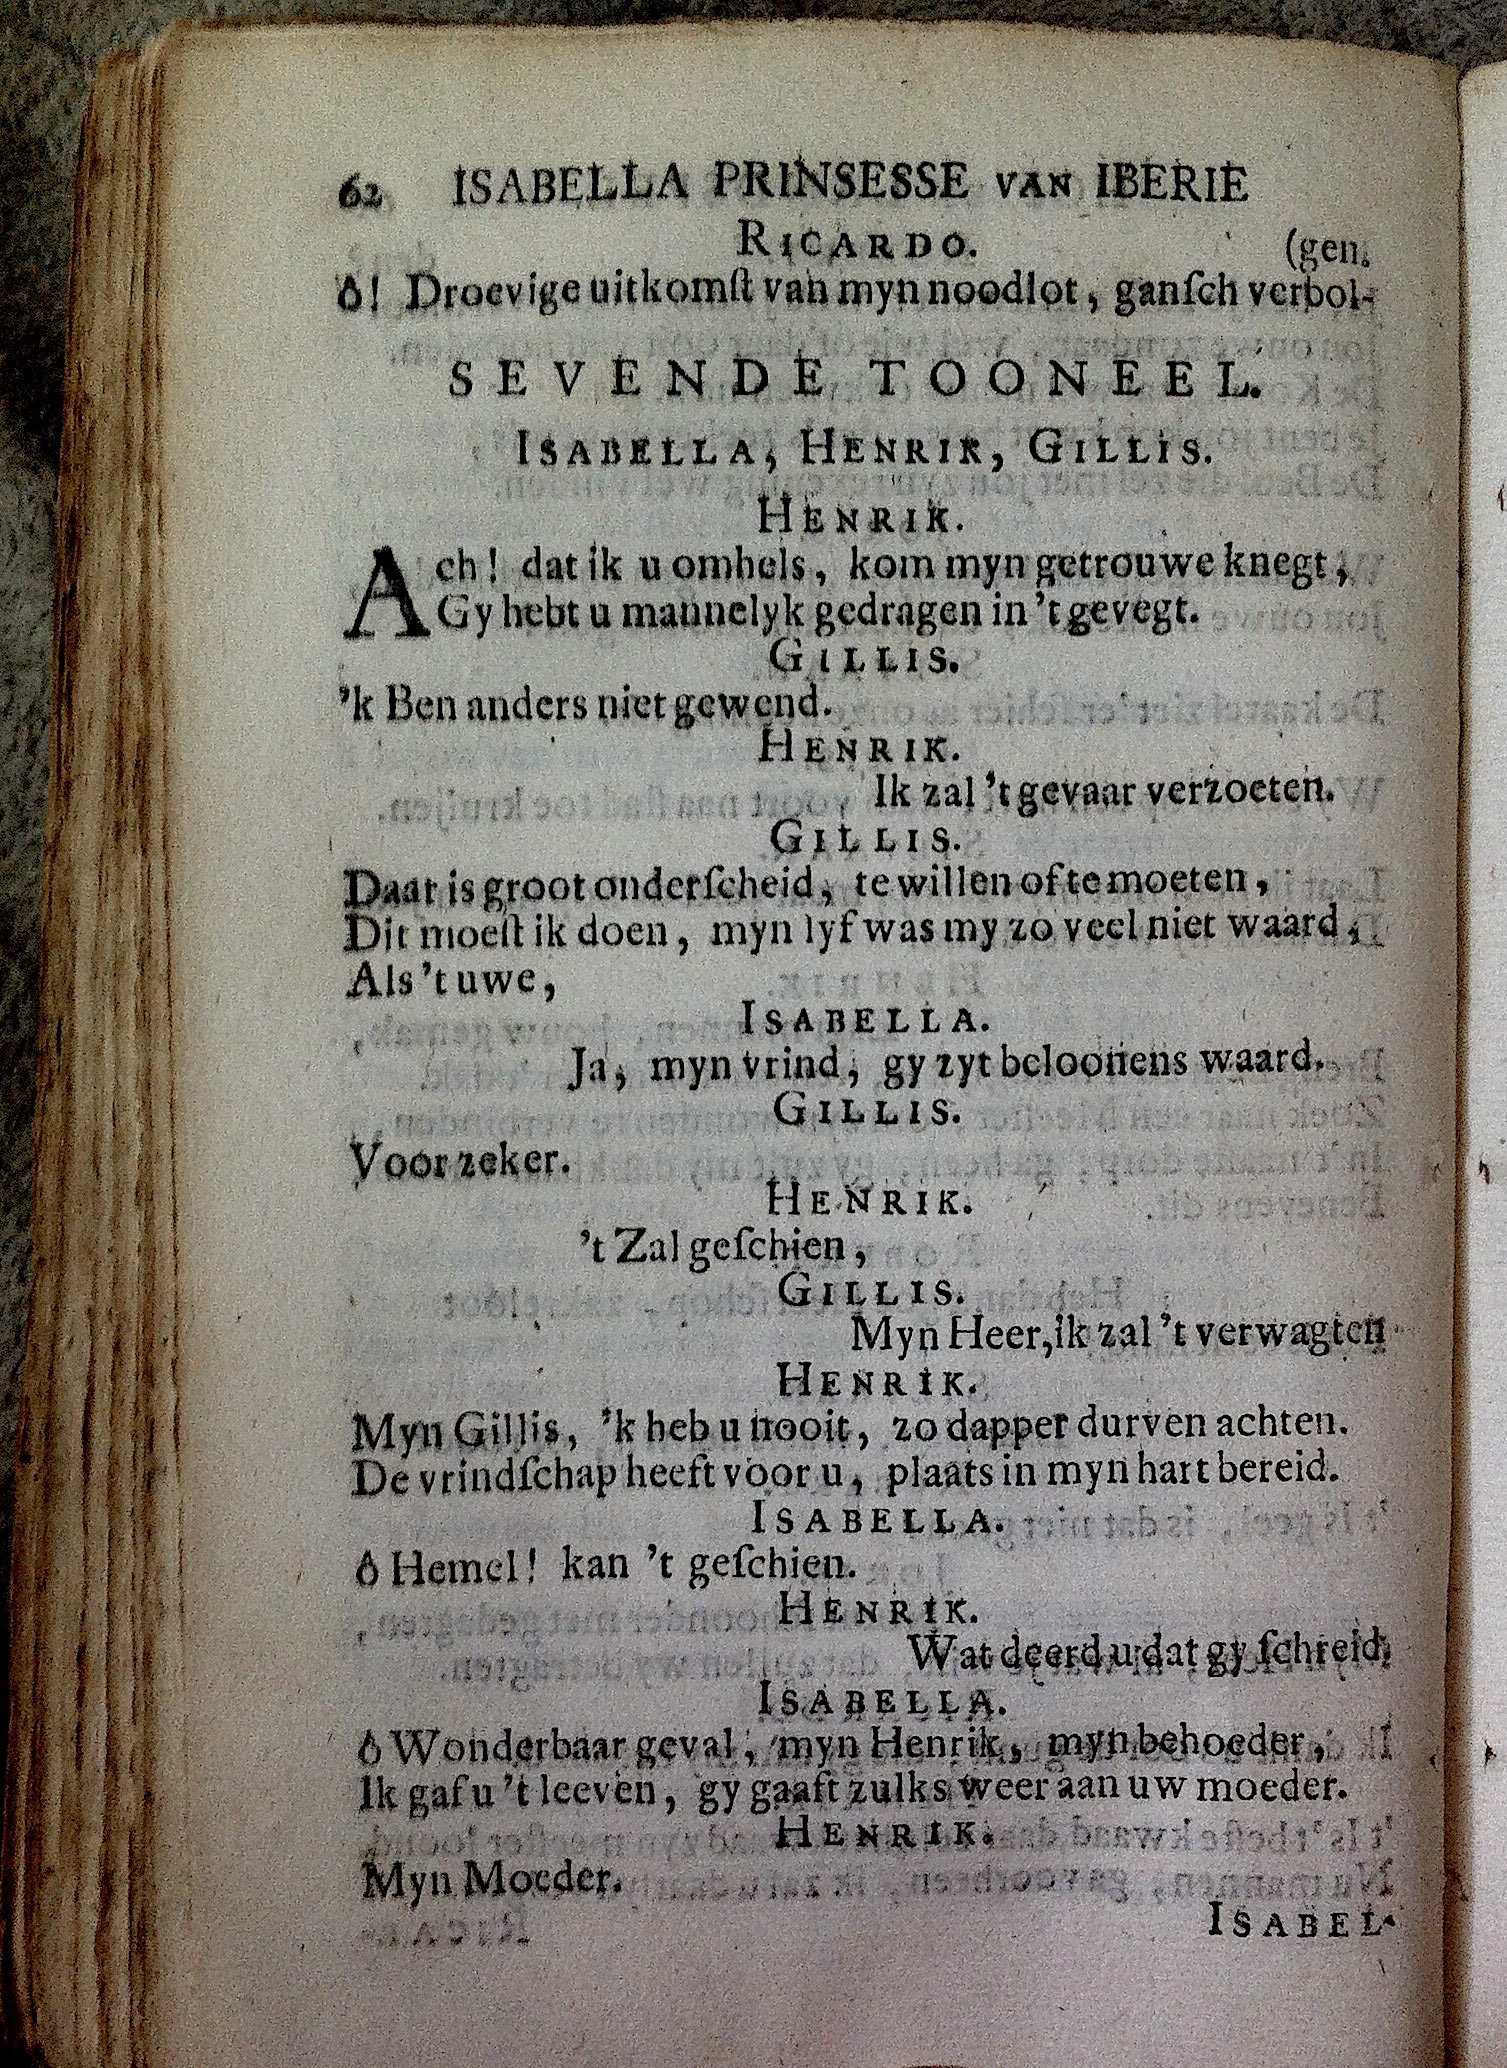 62 ISABELLA PRINSESSE VAN IBERIE
RICARDO. (gen.
ô! Droevige uitkomſt van myn noodlot, ganſch verbol-
SEVENDE TOONEEL.
ISABELLA, HENRIK, GILLIS.
HENRIK.
Ach! dat ik u omhels, kom myn getrouwe knegt,
Gy hebt u mannelyk gedragen in 't gevegt.
GILLIS.
'k Ben anders niet gewend.
HENRIK.
Ik zal 't gevaar verzoeten.
GILLIS.
Daar is groot onderſcheid, te willen of te moeten,
Dit moeſt ik doen, myn lyf was my zo veel niet waard,
Als 't uwe,
ISABELLA.
Ja, myn vrind, gy zyt beloonens waard.
GILLIS.
Voor zeker.
HENRIK.
't Zal geſchien,
GILLIS.
Myn Heer, ik zal 't verwagten
HENRIK.
Myn Gillis, 'k heb u nooit, zo dapper durven achten.
De vrindſchap heeft voor u, plaats in myn hart bereid.
ISABELLA.
ô Hemel! kan 't geſchien.
HENRIK.
Wat deerd u dat gy ſchreid.
ISABELLA.
ô Wonderbaar geval, myn Henrik, myn behoeder,
Ik gaf u 't leeven, gy gaaft zulks weer aan uw moeder.
HENRIK.
Myn Moeder.
ISABEL-